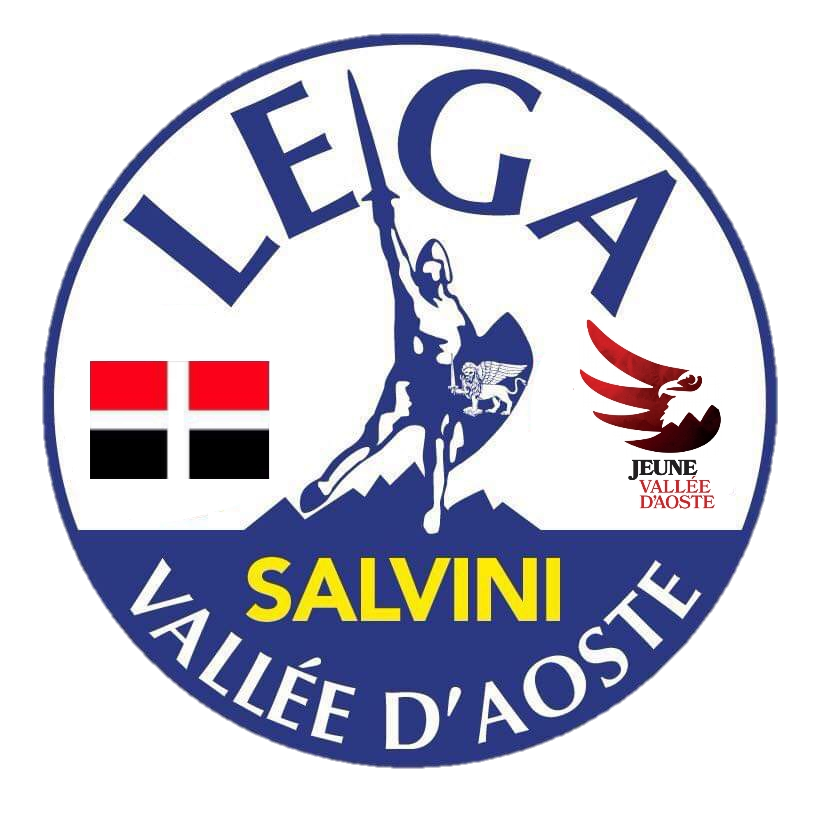 LEGA
JEUNE
VALLÉE
D'AOSTE
SALVINI
VALLÉE D'AOSTE